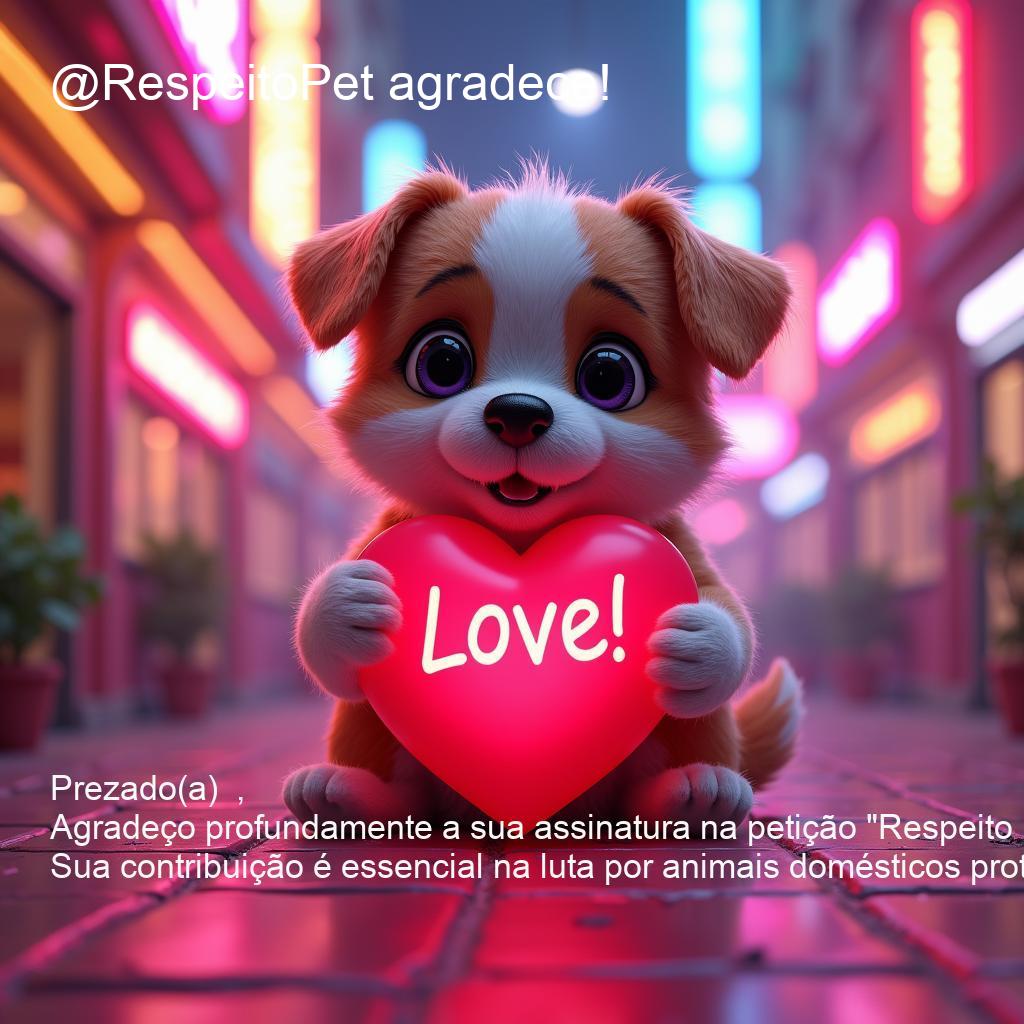 @RespeitoPet agradece!
Love!
Prezado(a) ,
Agradeço profundamente a sua assinatura na petição "Respeito
Sua contribuição é essencial na luta por animais domésticos prot